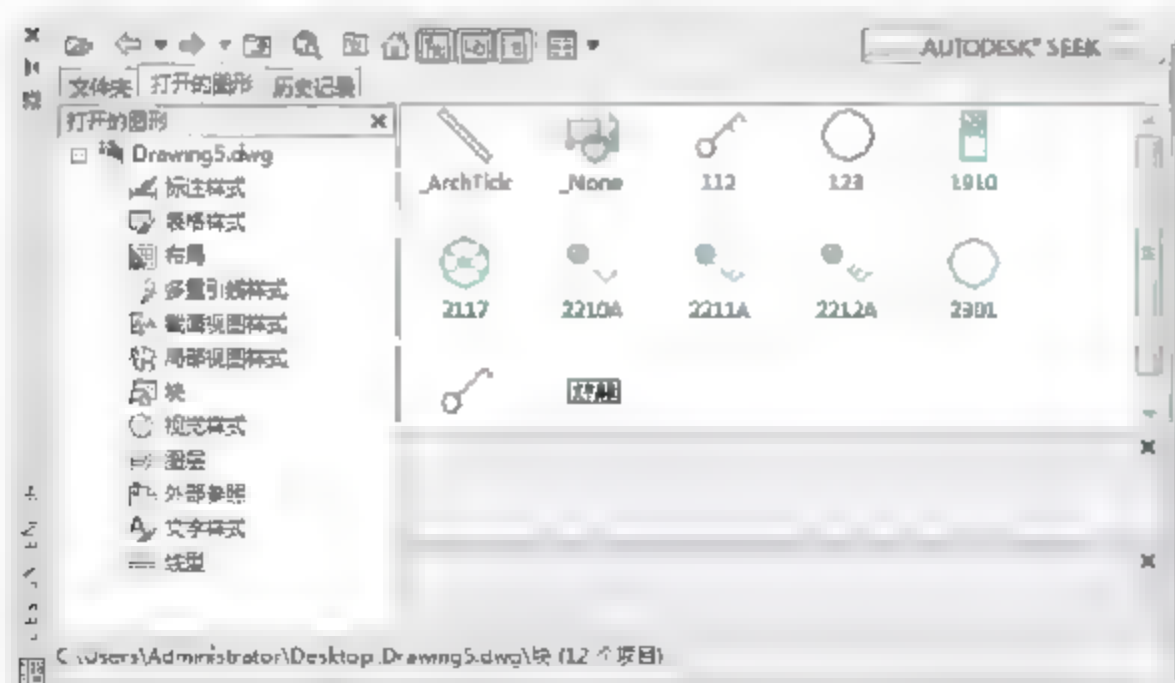 AUTODESK® SEEK
文件夹 打开的图形 历史记录
打开的图形
Drawing5.dwg
标注样式
表格样式
布局
多重引线样式
截面视图样式
局部视图样式
块
视觉样式
图层
外部参照
文字样式
线型
_ArchTick
_None
112
123
1910
2117
2210A
2211A
2212A
2301
C:\Users\Administrator\Desktop\Drawing5.dwg\块 (12 个项目)